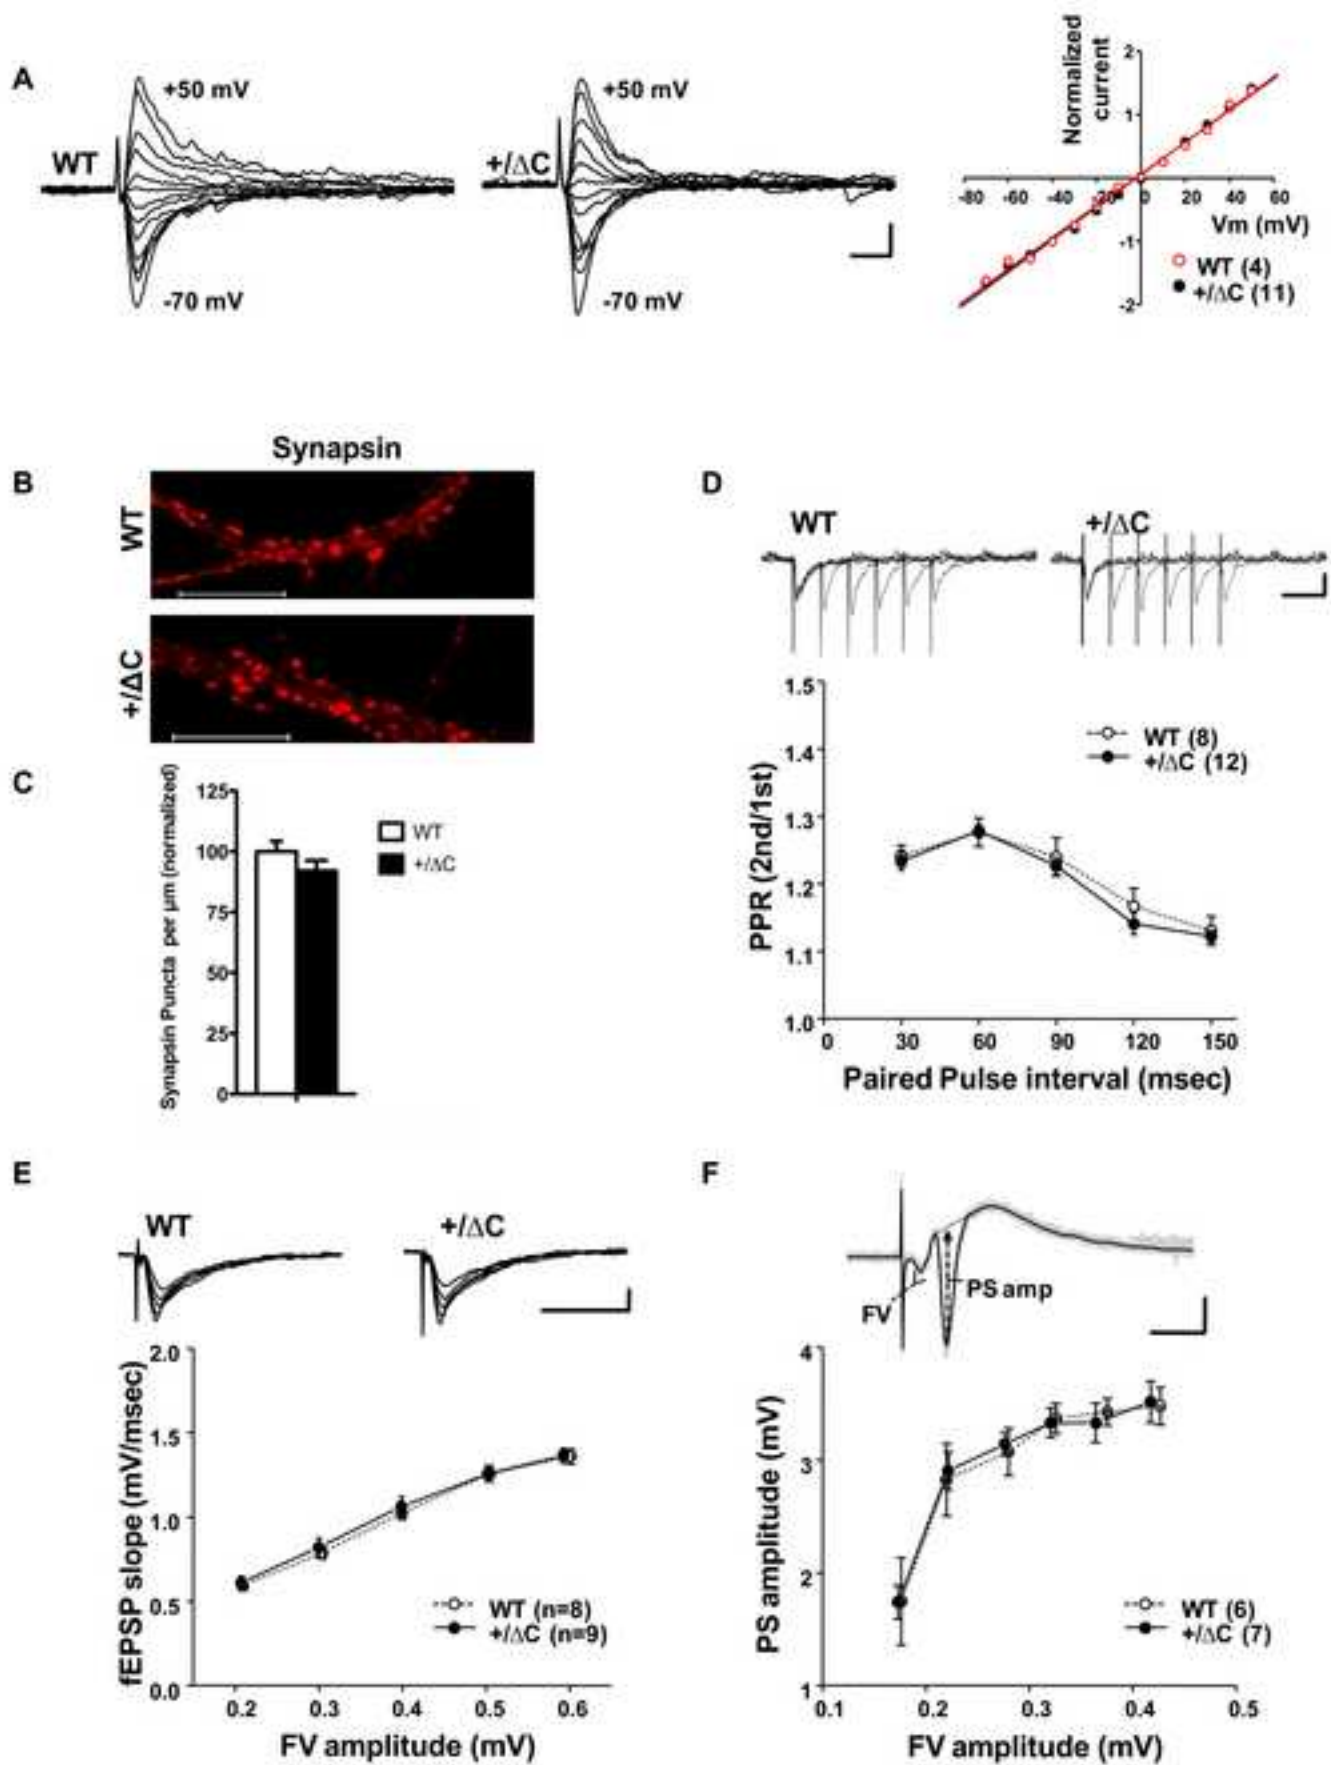 A
WT
+50 mV
-70 mV
+/ΔC
+50 mV
-70 mV
Normalized
current
2
1
-1
-2
-80 -60 -40 -20 0 20 40 60
Vm (mV)
WT (4)
+/ΔC (11)
B
Synapsin
WT
+/ΔC
C
Synapsin Puncta per µm (normalized)
125
100
75
50
25
0
WT
+/ΔC
D
WT
+/ΔC
PPR (2nd/1st)
1.5
1.4
1.3
1.2
1.1
1.0
WT (8)
+/ΔC (12)
0 30 60 90 120 150
Paired Pulse interval (msec)
E
WT
+/ΔC
fEPSP slope (mV/msec)
2.0
1.5
1.0
0.5
0.0
WT (n=8)
+/ΔC (n=9)
0.2 0.3 0.4 0.5 0.6
FV amplitude (mV)
F
FV
PS amp
PS amplitude (mV)
4
3
2
1
WT (6)
+/ΔC (7)
0.1 0.2 0.3 0.4 0.5
FV amplitude (mV)